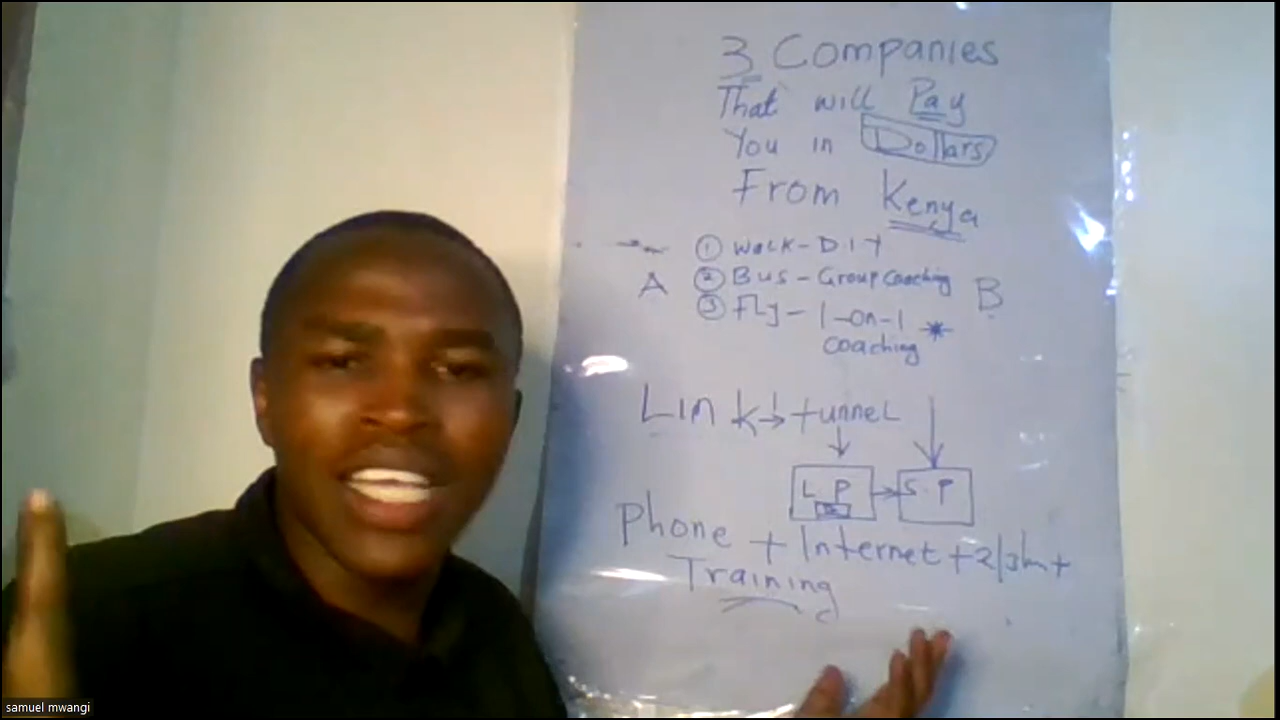 3 Companies
That will Pay
You in Dollars
From Kenya
① Walk - DIY
A ② Bus - Group Coaching B
③ Fly - 1-on-1
Coaching
Link → tunnel
L P → S.P
Phone + Internet + 2/3hr +
Training
samuel mwangi